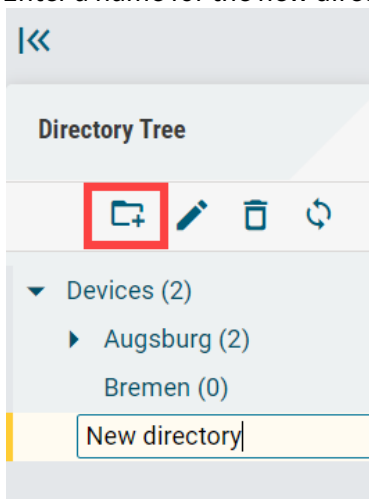 Directory Tree
Devices (2)
Augsburg (2)
Bremen (0)
New directory